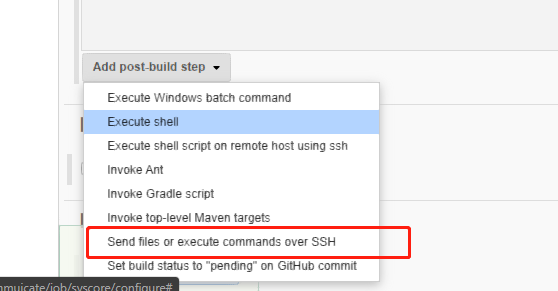 Add post-build step
Execute Windows batch command
Execute shell
Execute shell script on remote host using ssh
Invoke Ant
Invoke Gradle script
Invoke top-level Maven targets
Send files or execute commands over SSH
Set build status to "pending" on GitHub commit
nmuicate/job/syscore/configure#